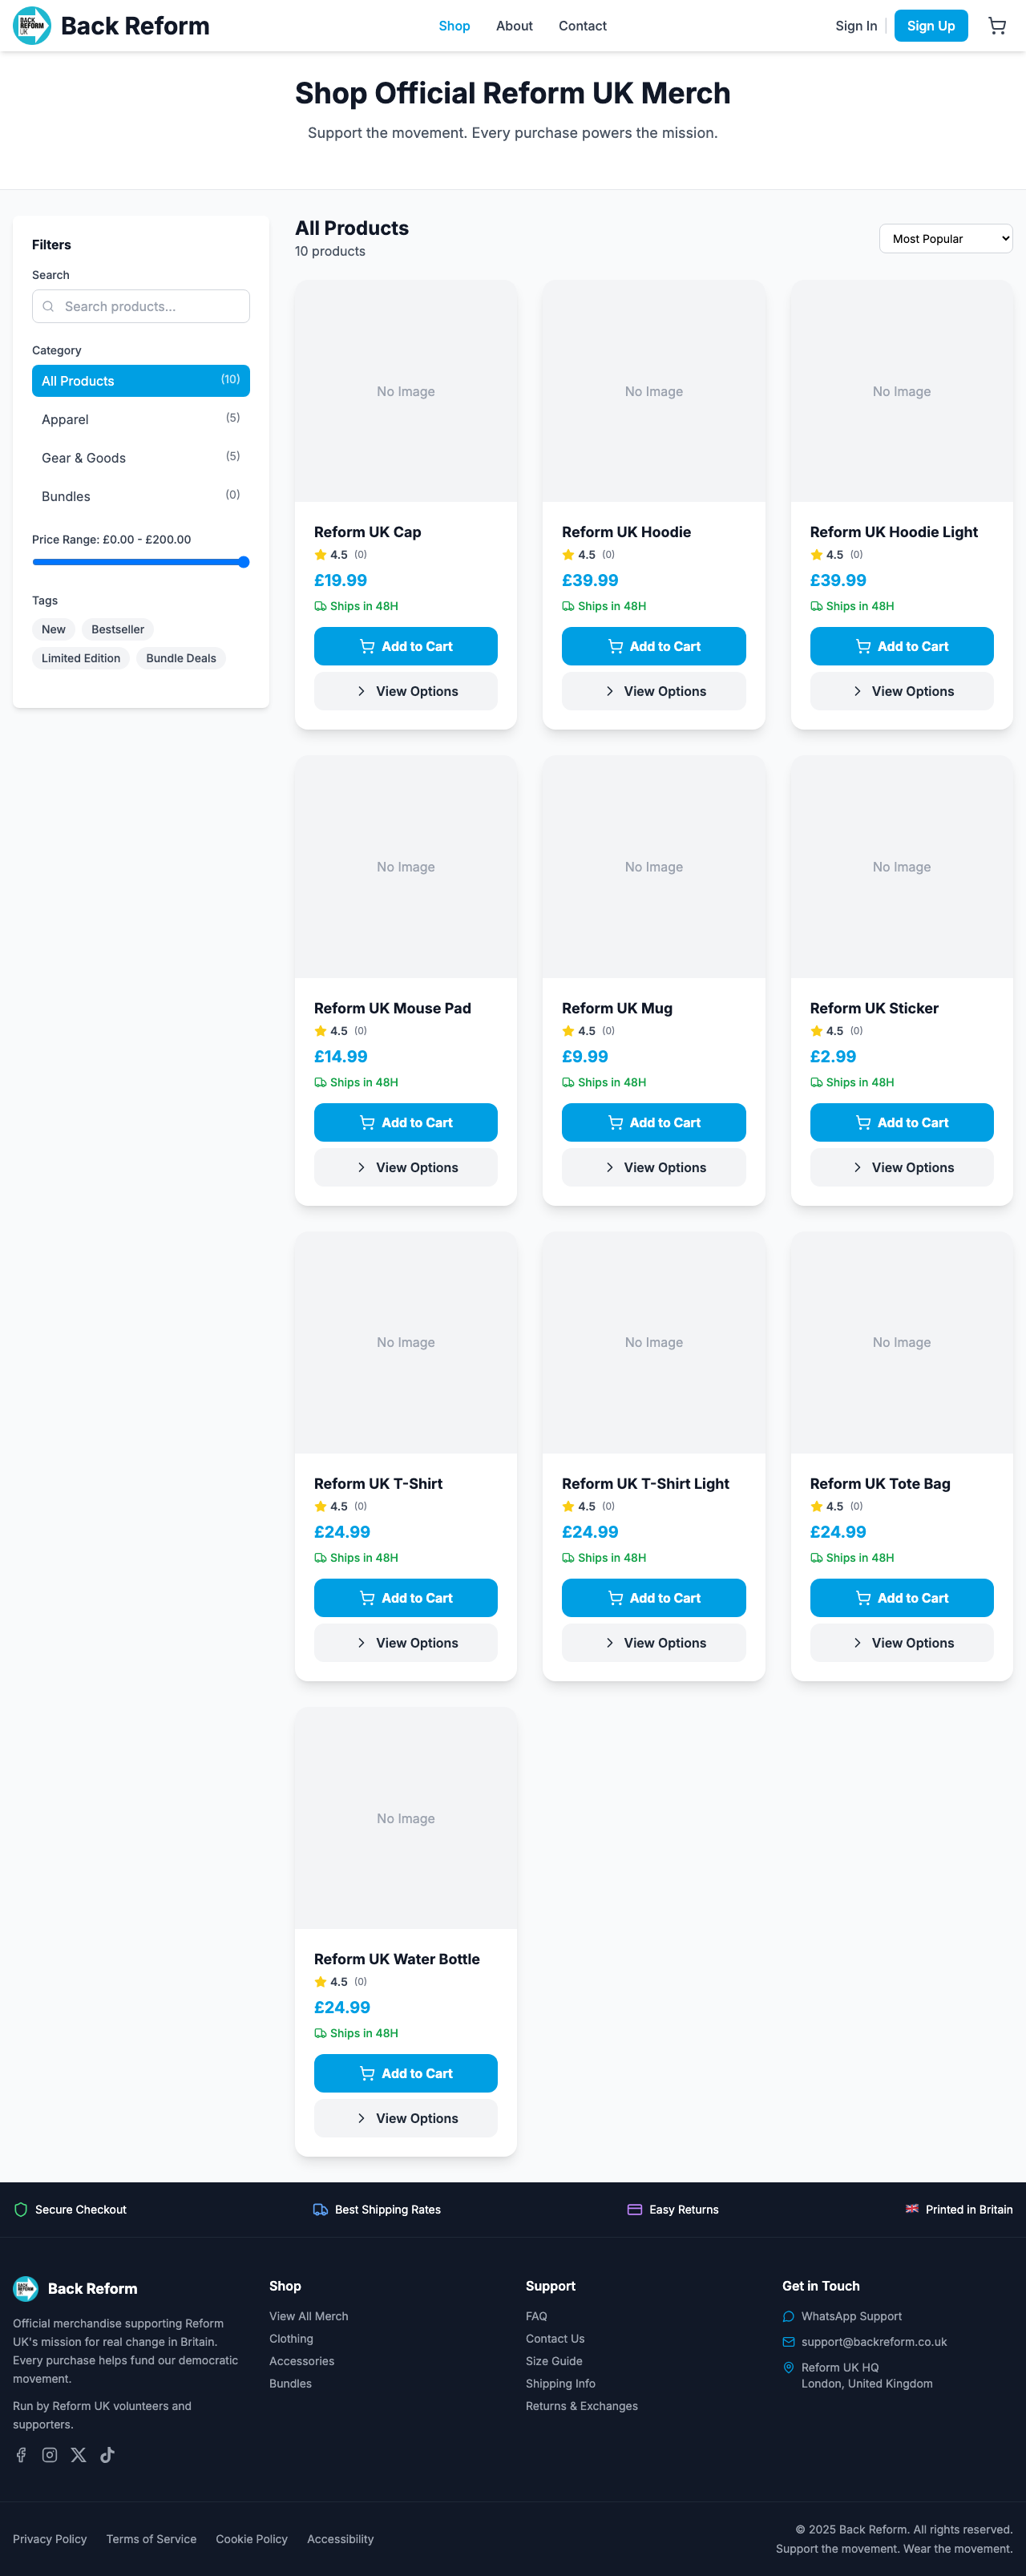 BACK
REFORM
UK
Back Reform
Shop
About
Contact
Sign In
Sign Up
Shop Official Reform UK Merch
Support the movement. Every purchase powers the mission.
Filters
Search
Search products...
Category
All Products
(10)
Apparel
(5)
Gear & Goods
(5)
Bundles
(0)
Price Range: £0.00 - £200.00
Tags
New
Bestseller
Limited Edition
Bundle Deals
All Products
10 products
Most Popular
No Image
Reform UK Cap
4.5 (0)
£19.99
Ships in 48H
Add to Cart
View Options
No Image
Reform UK Hoodie
4.5 (0)
£39.99
Ships in 48H
Add to Cart
View Options
No Image
Reform UK Hoodie Light
4.5 (0)
£39.99
Ships in 48H
Add to Cart
View Options
No Image
Reform UK Mouse Pad
4.5 (0)
£14.99
Ships in 48H
Add to Cart
View Options
No Image
Reform UK Mug
4.5 (0)
£9.99
Ships in 48H
Add to Cart
View Options
No Image
Reform UK Sticker
4.5 (0)
£2.99
Ships in 48H
Add to Cart
View Options
No Image
Reform UK T-Shirt
4.5 (0)
£24.99
Ships in 48H
Add to Cart
View Options
No Image
Reform UK T-Shirt Light
4.5 (0)
£24.99
Ships in 48H
Add to Cart
View Options
No Image
Reform UK Tote Bag
4.5 (0)
£24.99
Ships in 48H
Add to Cart
View Options
No Image
Reform UK Water Bottle
4.5 (0)
£24.99
Ships in 48H
Add to Cart
View Options
Secure Checkout
Best Shipping Rates
Easy Returns
Printed in Britain
Back Reform
Official merchandise supporting Reform
UK's mission for real change in Britain.
Every purchase helps fund our democratic
movement.
Run by Reform UK volunteers and
supporters.
Shop
View All Merch
Clothing
Accessories
Bundles
Support
FAQ
Contact Us
Size Guide
Shipping Info
Returns & Exchanges
Get in Touch
WhatsApp Support
support@backreform.co.uk
Reform UK HQ
London, United Kingdom
Privacy Policy
Terms of Service
Cookie Policy
Accessibility
© 2025 Back Reform. All rights reserved.
Support the movement. Wear the movement.